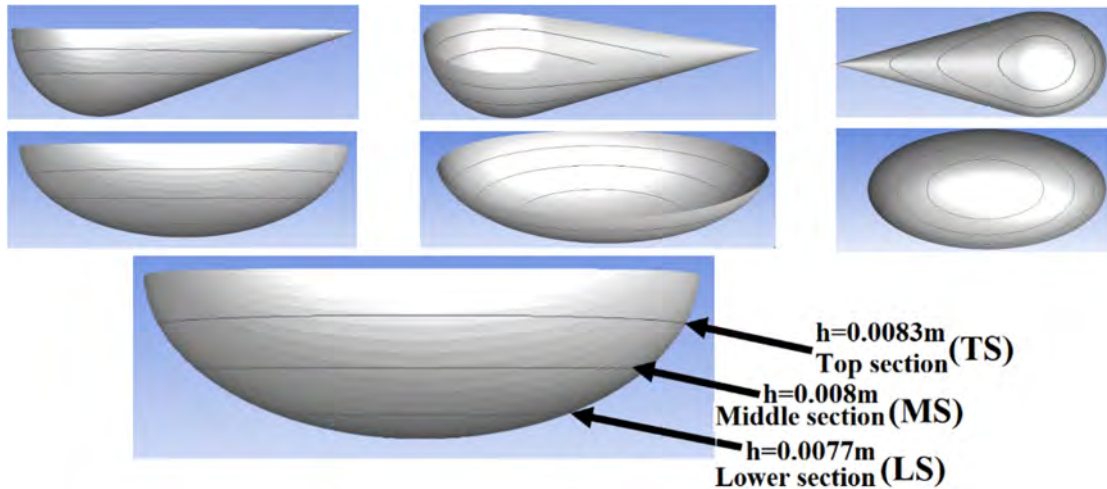 h=0.0083m
Top section (TS)
h=0.008m
Middle section (MS)
h=0.0077m
Lower section (LS)